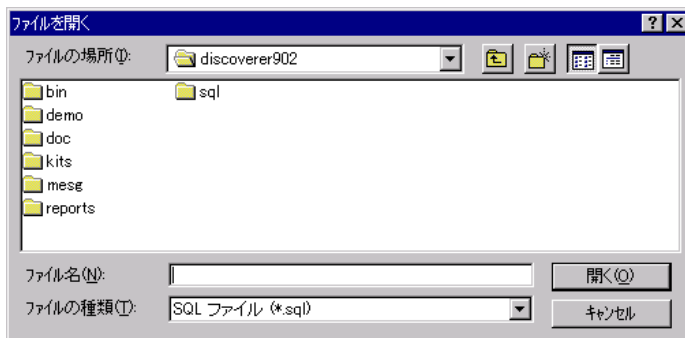 ファイルを開く
ファイルの場所(I): discoverer902
bin sql
demo
doc
kits
mesg
reports
ファイル名(N): 開く(O)
ファイルの種類(T): SQL ファイル (*.sql) キャンセル